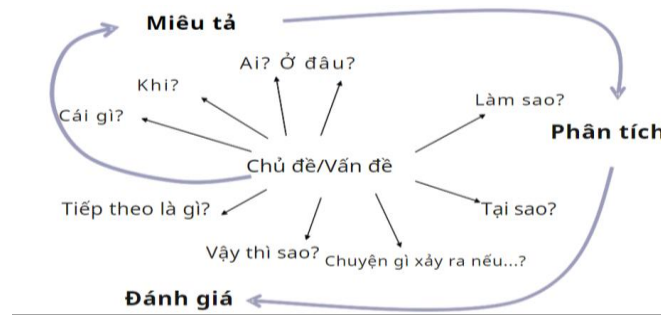 Miêu tả
Ai? Ở đâu?
Khi?
Làm sao?
Cái gì?
Phân tích
Chủ đề/Vấn đề
Tiếp theo là gì?
Tại sao?
Vậy thì sao?
Chuyện gì xảy ra nếu...?
Đánh giá